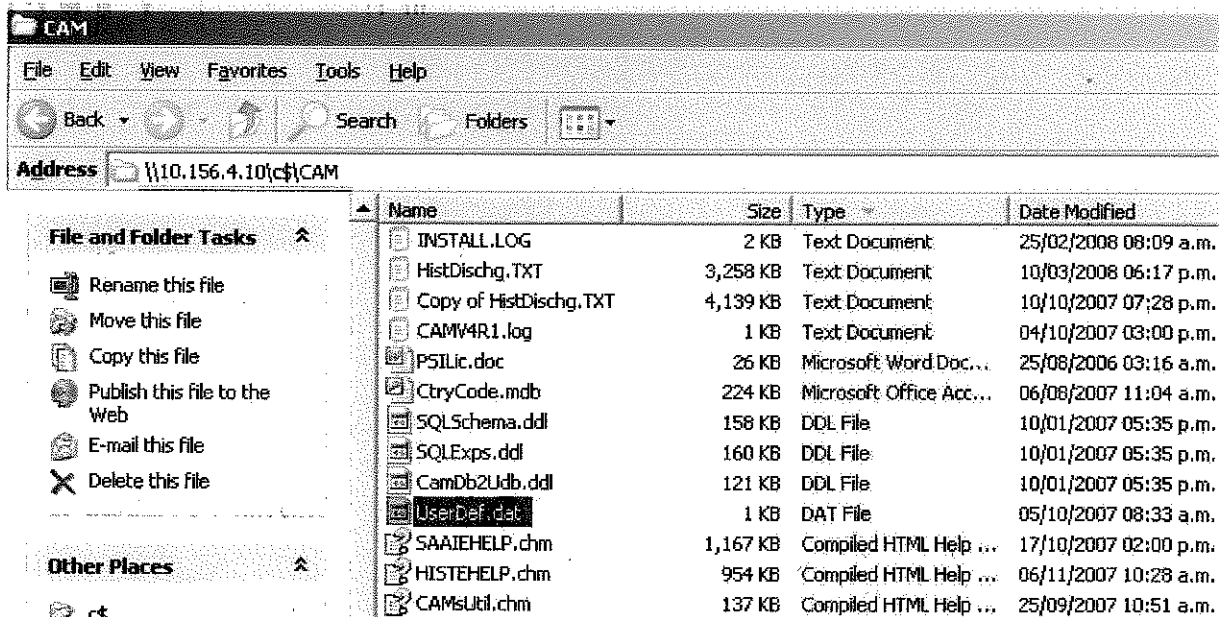 CAM
File Edit View Favorites Tools Help
Back Search Folders
Address \\10.156.4.10\c$\CAM
File and Folder Tasks
Rename this file
Move this file
Copy this file
Publish this file to the
Web
E-mail this file
Delete this file
Other Places
c$
Name Size Type Date Modified
INSTALL.LOG 2 KB Text Document 25/02/2008 08:09 a.m.
HistDischg.TXT 3,258 KB Text Document 10/03/2008 06:17 p.m.
Copy of HistDischg.TXT 4,139 KB Text Document 10/10/2007 07:28 p.m.
CAMV4R1.log 1 KB Text Document 04/10/2007 03:00 p.m.
PSILic.doc 26 KB Microsoft Word Doc... 25/08/2006 03:16 a.m.
CtryCode.mdb 224 KB Microsoft Office Acc... 06/08/2007 11:04 a.m.
SQLSchema.ddl 158 KB DDL File 10/01/2007 05:35 p.m.
SQLExps.ddl 160 KB DDL File 10/01/2007 05:35 p.m.
CamDb2Udb.ddl 121 KB DDL File 10/01/2007 05:35 p.m.
UserDef.dat 1 KB DAT File 05/10/2007 08:33 a.m.
SAAIEHELP.chm 1,167 KB Compiled HTML Help ... 17/10/2007 02:00 p.m.
HISTEHELP.chm 954 KB Compiled HTML Help ... 06/11/2007 10:28 a.m.
CAMsUtil.chm 137 KB Compiled HTML Help ... 25/09/2007 10:51 a.m.